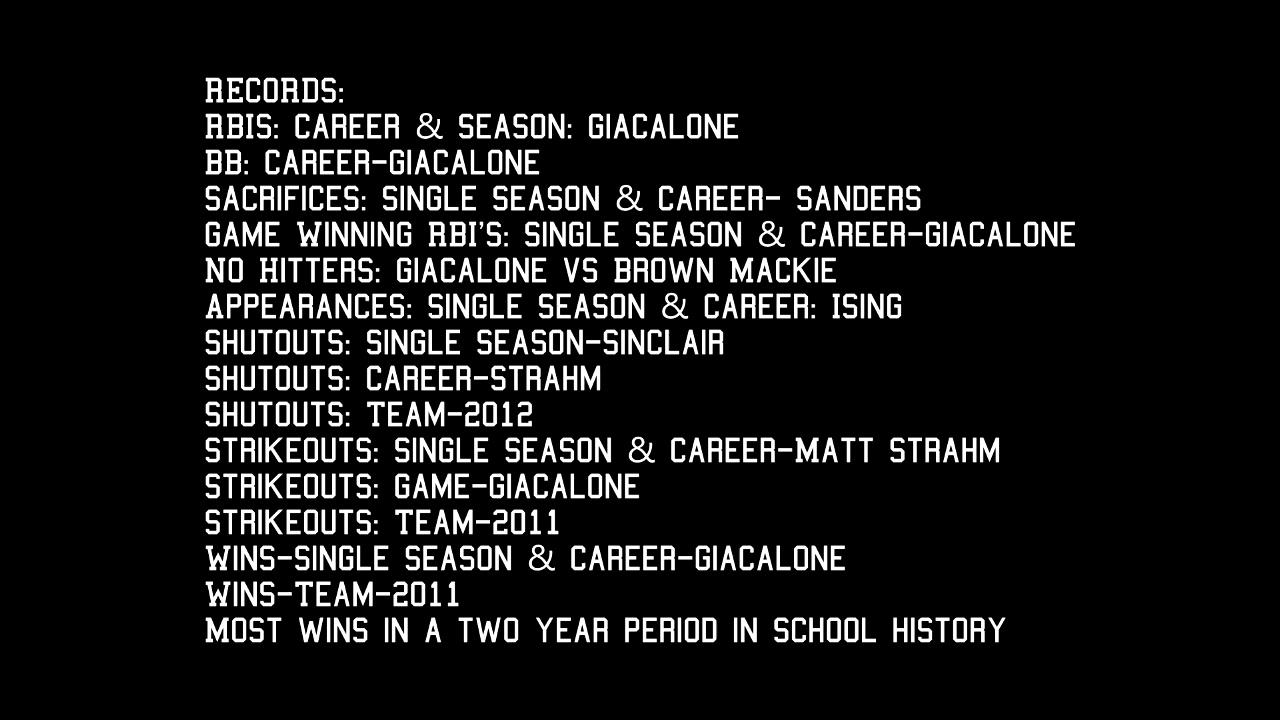 RECORDS:
RBIS: CAREER & SEASON: GIACALONE
BB: CAREER-GIACALONE
SACRIFICES: SINGLE SEASON & CAREER- SANDERS
GAME WINNING RBI'S: SINGLE SEASON & CAREER-GIACALONE
NO HITTERS: GIACALONE VS BROWN MACKIE
APPEARANCES: SINGLE SEASON & CAREER: ISING
SHUTOUTS: SINGLE SEASON-SINCLAIR
SHUTOUTS: CAREER-STRAHM
SHUTOUTS: TEAM-2012
STRIKEOUTS: SINGLE SEASON & CAREER-MATT STRAHM
STRIKEOUTS: GAME-GIACALONE
STRIKEOUTS: TEAM-2011
WINS-SINGLE SEASON & CAREER-GIACALONE
WINS-TEAM-2011
MOST WINS IN A TWO YEAR PERIOD IN SCHOOL HISTORY